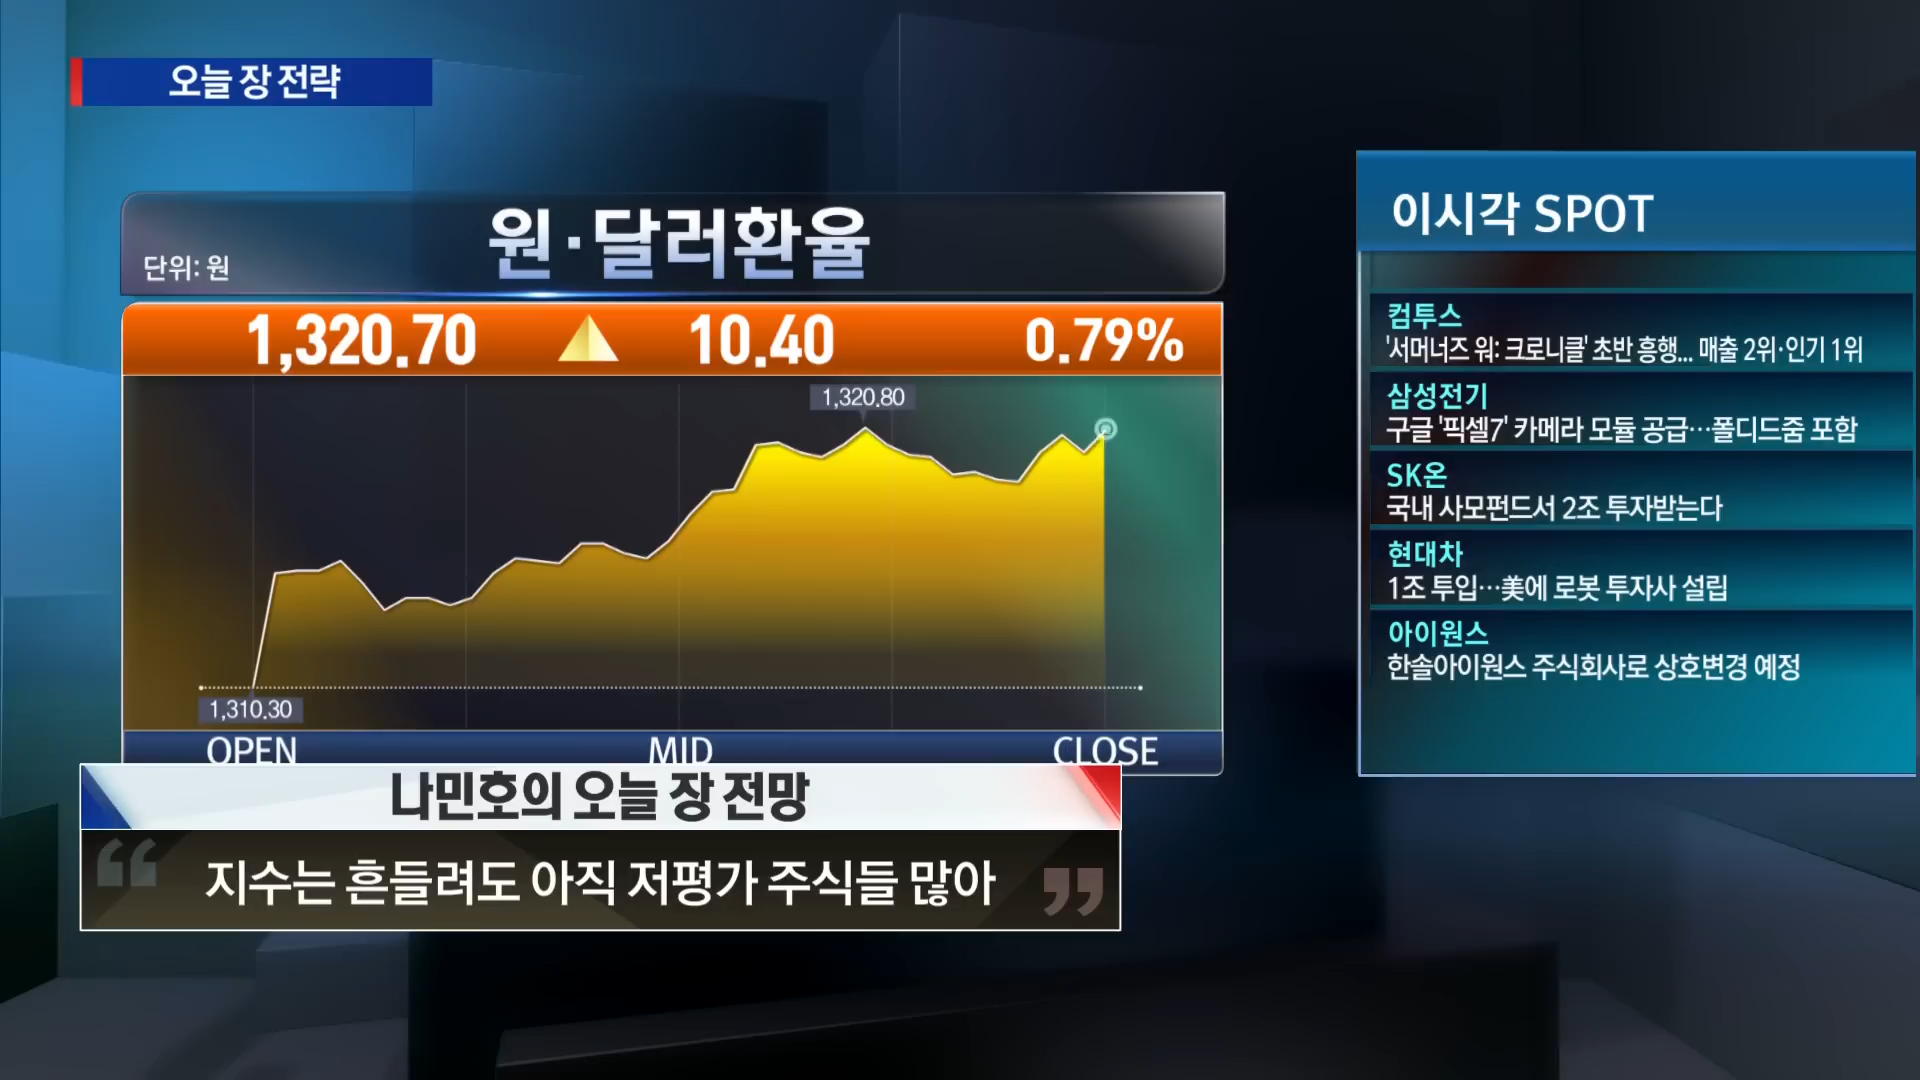 오늘 장 전략
원·달러환율
단위: 원
1,320.70 ▲ 10.40 0.79%
1,320.80
1,310.30
OPEN MID CLOSE
나민호의 오늘 장 전망
“ 지수는 흔들려도 아직 저평가 주식들 많아 ”
이시각 SPOT
컴투스
'서머너즈 워: 크로니클' 초반 흥행... 매출 2위·인기 1위
삼성전기
구글 '픽셀7' 카메라 모듈 공급…폴디드줌 포함
SK온
국내 사모펀드서 2조 투자받는다
현대차
1조 투입…美에 로봇 투자사 설립
아이원스
한솔아이원스 주식회사로 상호변경 예정